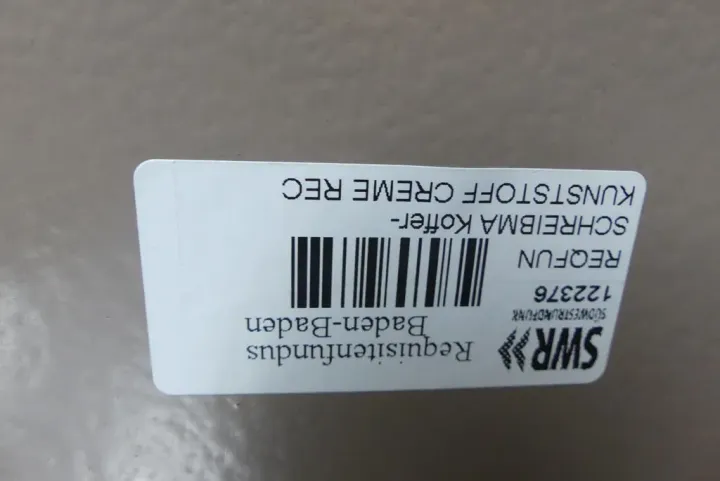 SWR»
SÜDWESTRUNDFUNK
Requisitenfundus
Baden-Baden
122376
REQFUN
SCHREIBMA Koffer-
KUNSTSTOFF CREME REC